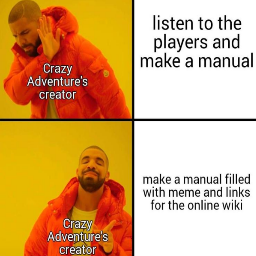 Crazy
Adventure's
creator
listen to the
players and
make a manual
Crazy
Adventure's
creator
make a manual filled
with meme and links
for the online wiki